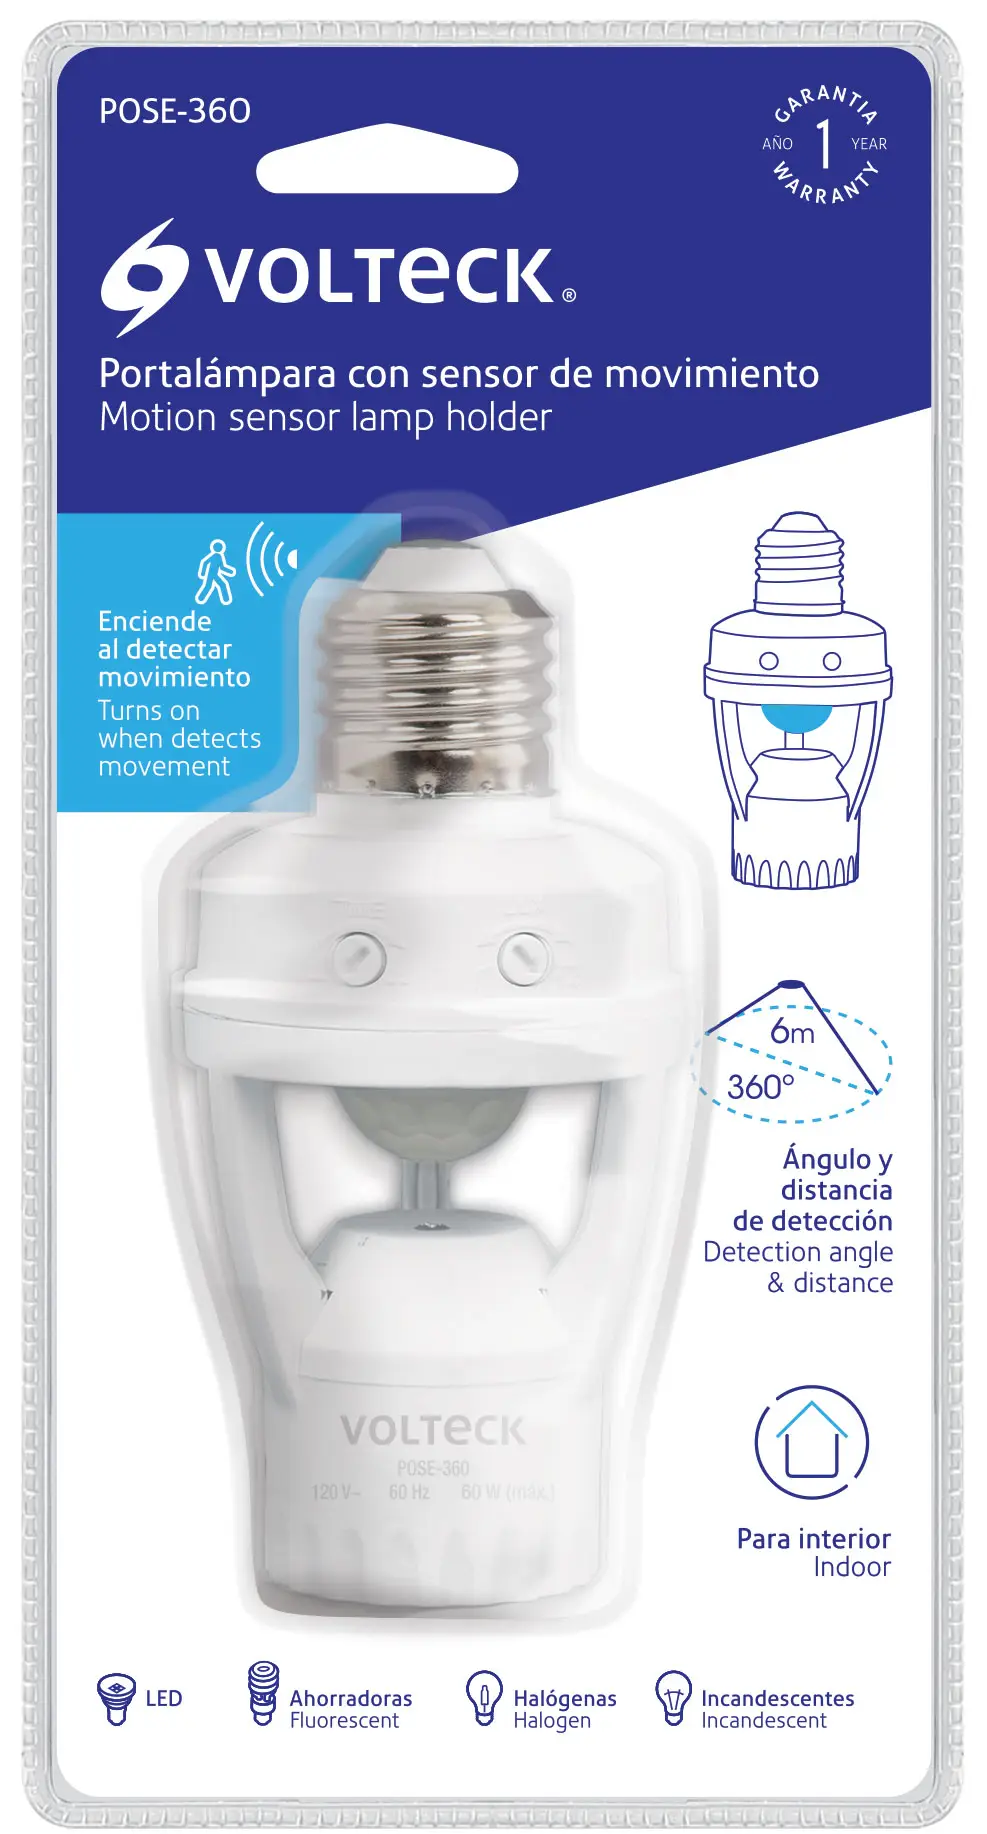 POSE-360
GARANTIA
AÑO 1 YEAR
WARRANTY
VOLTECK®
Portalámpara con sensor de movimiento
Motion sensor lamp holder
Enciende
al detectar
movimiento
Turns on
when detects
movement
6m
360°
Ángulo y
distancia
de detección
Detection angle
& distance
VOLTECK
POSE-360
120 V~ 60 Hz 60 W (máx.)
Para interior
Indoor
LED
Ahorradoras
Fluorescent
Halógenas
Halogen
Incandescentes
Incandescent